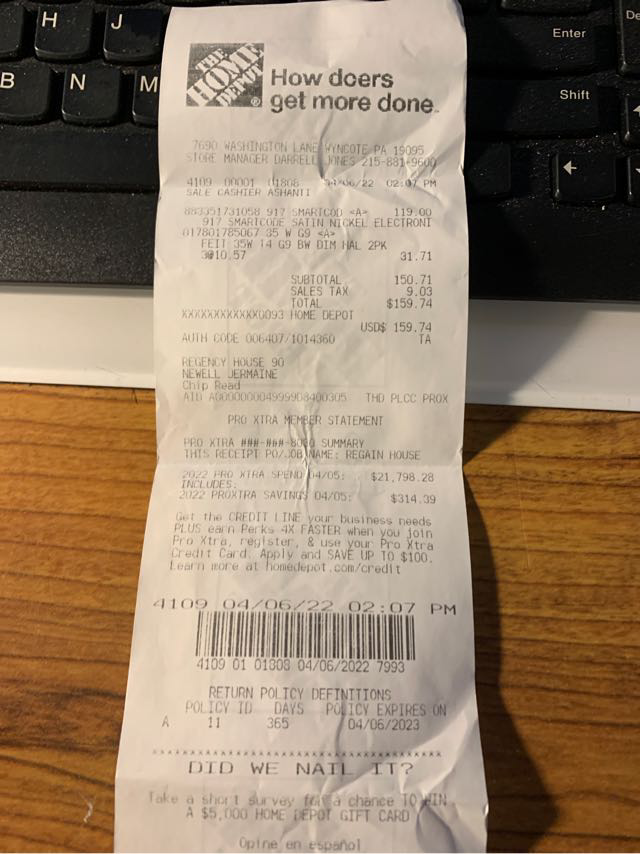 H J Enter
B N M Shift
THE HOME DEPOT
How doers
get more done.
7690 WASHINGTON LANE WYNCOTE PA 19095
STORE MANAGER DARRELL JONES 215-881-9600
4109 00001 01808 04/06/22 02:07 PM
SALE CASHIER ASHANTI
883351731058 917 SMARTCOD <A> 119.00
917 SMARTCODE SATIN NICKEL ELECTRONI
017801785067 35 W G9 <A>
FEIT 35W T4 G9 BW DIM HAL 2PK
3@10.57 31.71
SUBTOTAL 150.71
SALES TAX 9.03
TOTAL $159.74
XXXXXXXXXXXX0093 HOME DEPOT
USD$ 159.74
AUTH CODE 006407/1014360 TA
REGENCY HOUSE 90
NEWELL JERMAINE
Chip Read
AID A0000000049999D8400305 THD PLCC PROX
PRO XTRA MEMBER STATEMENT
PRO XTRA ###-###- SUMMARY
THIS RECEIPT PO/JOB NAME: REGAIN HOUSE
2022 PRO XTRA SPEND 04/05: $21,798.28
INCLUDES:
2022 PROXTRA SAVINGS 04/05: $314.39
Get the CREDIT LINE your business needs
PLUS earn Perks 4X FASTER when you join
Pro Xtra, register, & use your Pro Xtra
Credit Card. Apply and SAVE UP TO $100.
Learn more at homedepot.com/credit
4109 04/06/22 02:07 PM
4109 01 01808 04/06/2022 7993
RETURN POLICY DEFINITIONS
POLICY ID DAYS POLICY EXPIRES ON
A 11 365 04/06/2023
DID WE NAIL IT?
Take a short survey for a chance TO WIN
A $5,000 HOME DEPOT GIFT CARD
Opine en español